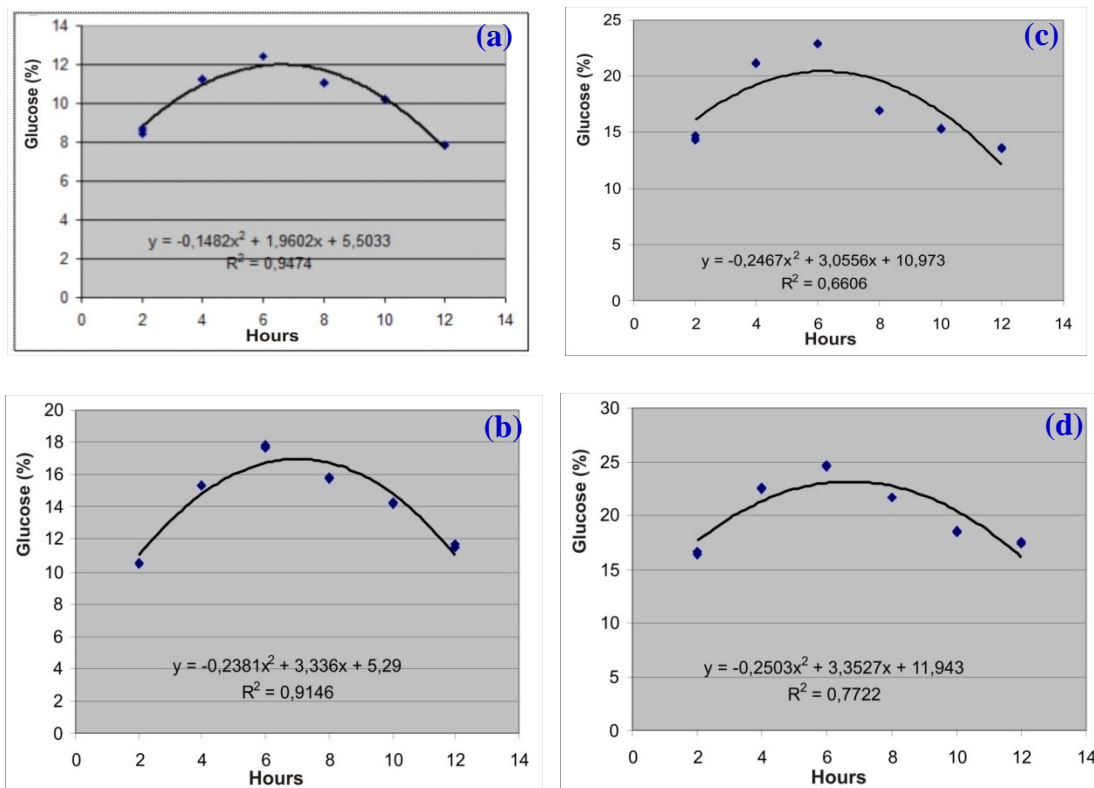 (a)
Glucose (%)
14
12
10
8
6
4
2
0
y = -0,1482x² + 1,9602x + 5,5033
R² = 0,9474
0 2 4 6 8 10 12 14
Hours
(c)
Glucose (%)
25
20
15
10
5
0
y = -0,2467x² + 3,0556x + 10,973
R² = 0,6606
0 2 4 6 8 10 12 14
Hours
(b)
Glucose (%)
20
18
16
14
12
10
8
6
4
2
0
y = -0,2381x² + 3,336x + 5,29
R² = 0,9146
0 2 4 6 8 10 12 14
Hours
(d)
Glucose (%)
30
25
20
15
10
5
0
y = -0,2503x² + 3,3527x + 11,943
R² = 0,7722
0 2 4 6 8 10 12 14
Hours